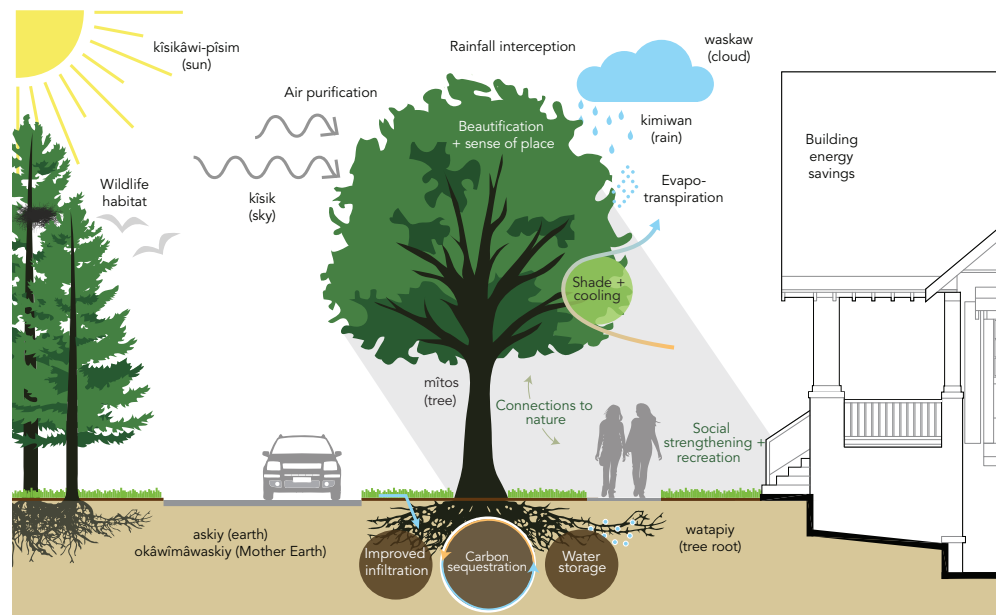 kîsikâwi-pîsim
(sun)
Rainfall interception
waskaw
(cloud)
Air purification
Beautification
+ sense of place
kimiwan
(rain)
Building
energy
savings
Wildlife
habitat
kîsik
(sky)
Evapo-
transpiration
Shade +
cooling
mîtos
(tree)
Connections to
nature
Social
strengthening +
recreation
askiy (earth)
okâwîmâwaskiy (Mother Earth)
Improved
infiltration
Carbon
sequestration
Water
storage
watapiy
(tree root)